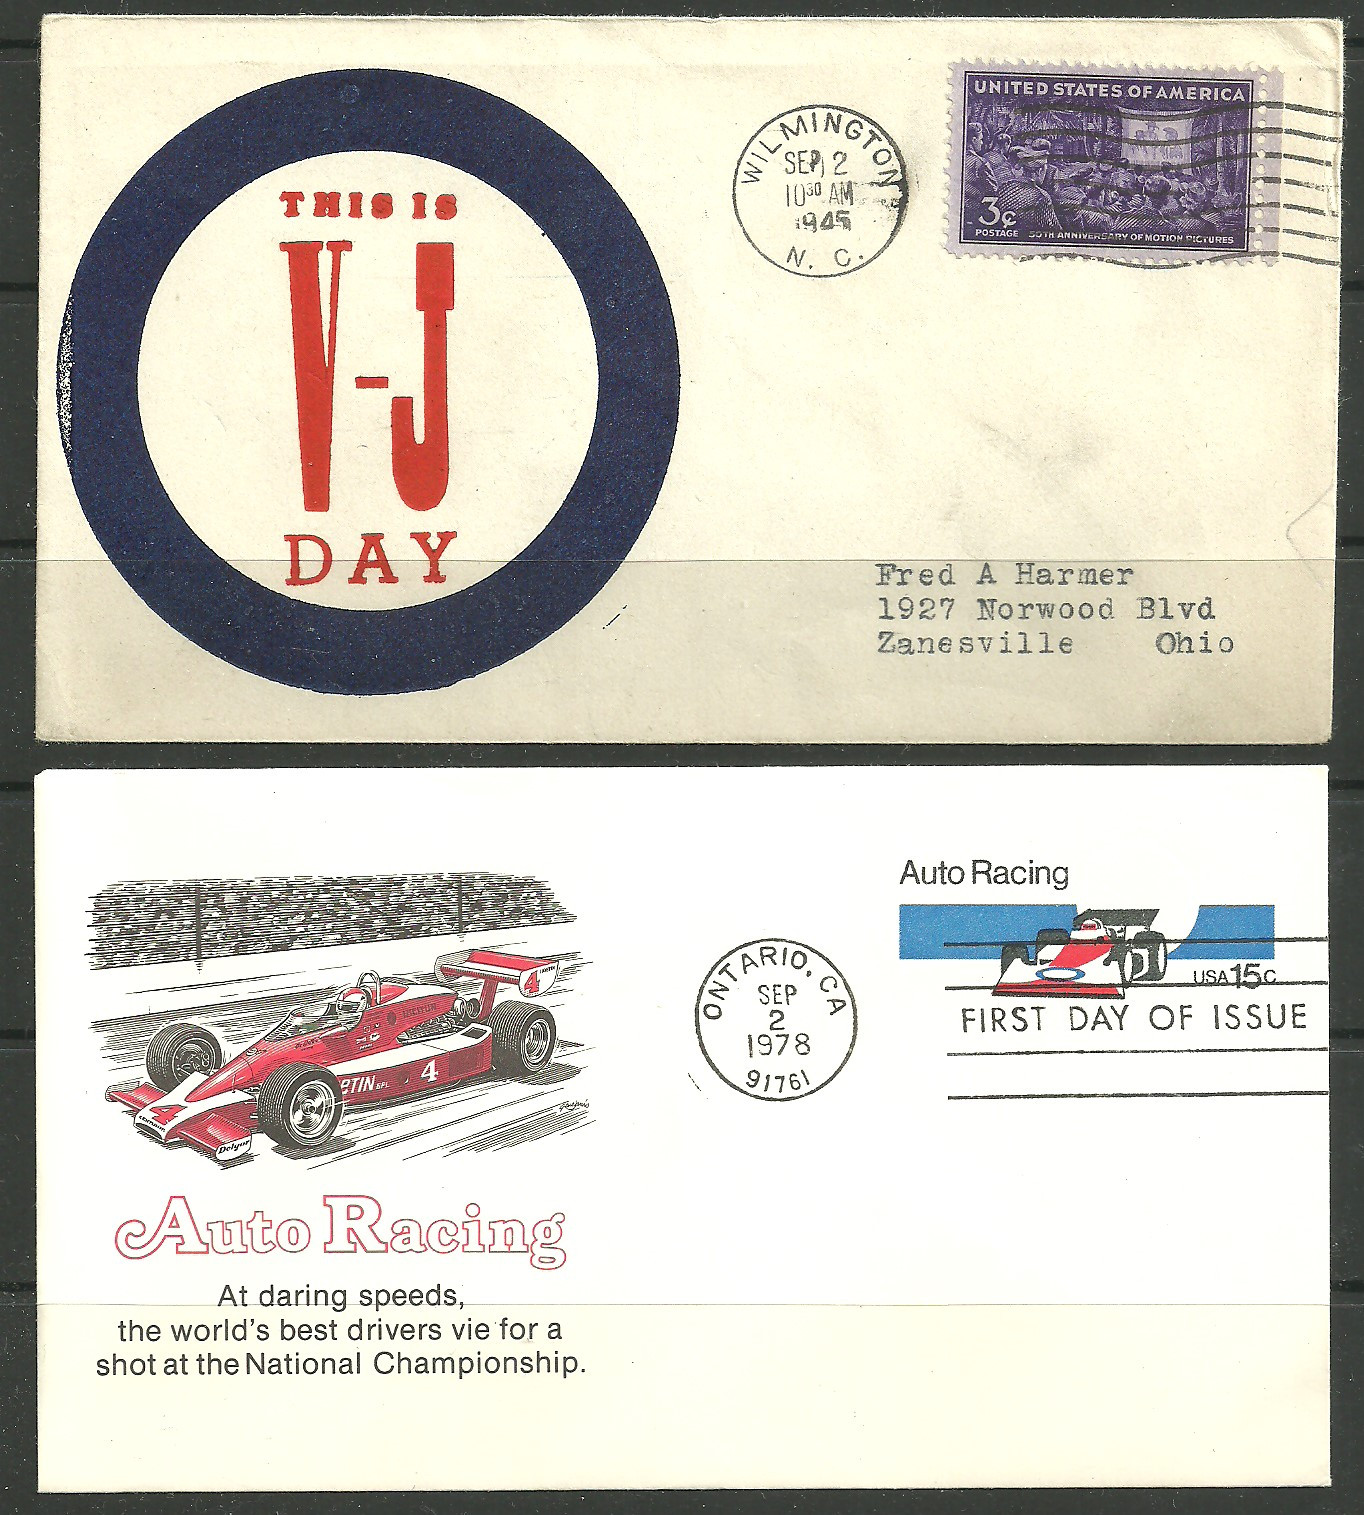 THIS IS
V-J
DAY
WILMINGTON
SEP 2
10 30 AM
1945
N. C.
UNITED STATES OF AMERICA
3¢
POSTAGE 50TH ANNIVERSARY OF MOTION PICTURES
Fred A Harmer
1927 Norwood Blvd
Zanesville Ohio
Auto Racing
USA 15c
ONTARIO, CA
SEP
2
1978
91761
FIRST DAY OF ISSUE
4
4
4
Auto Racing
At daring speeds,
the world's best drivers vie for a
shot at the National Championship.